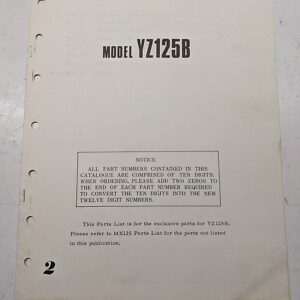 MODEL YZ125B
NOTICE
ALL PART NUMBERS CONTAINED IN THIS
CATALOGUE ARE COMPRISED OF TEN DIGITS.
WHEN ORDERING, PLEASE ADD TWO ZEROS TO
THE END OF EACH PART NUMBER REQUIRED
TO CONVERT THE TEN DIGITS INTO THE NEW
TWELVE DIGIT NUMBERS.
This Parts List is for the exclusive parts for YZ125B.
Please refer to MX125 Parts List for the parts not listed
in this publication.
2